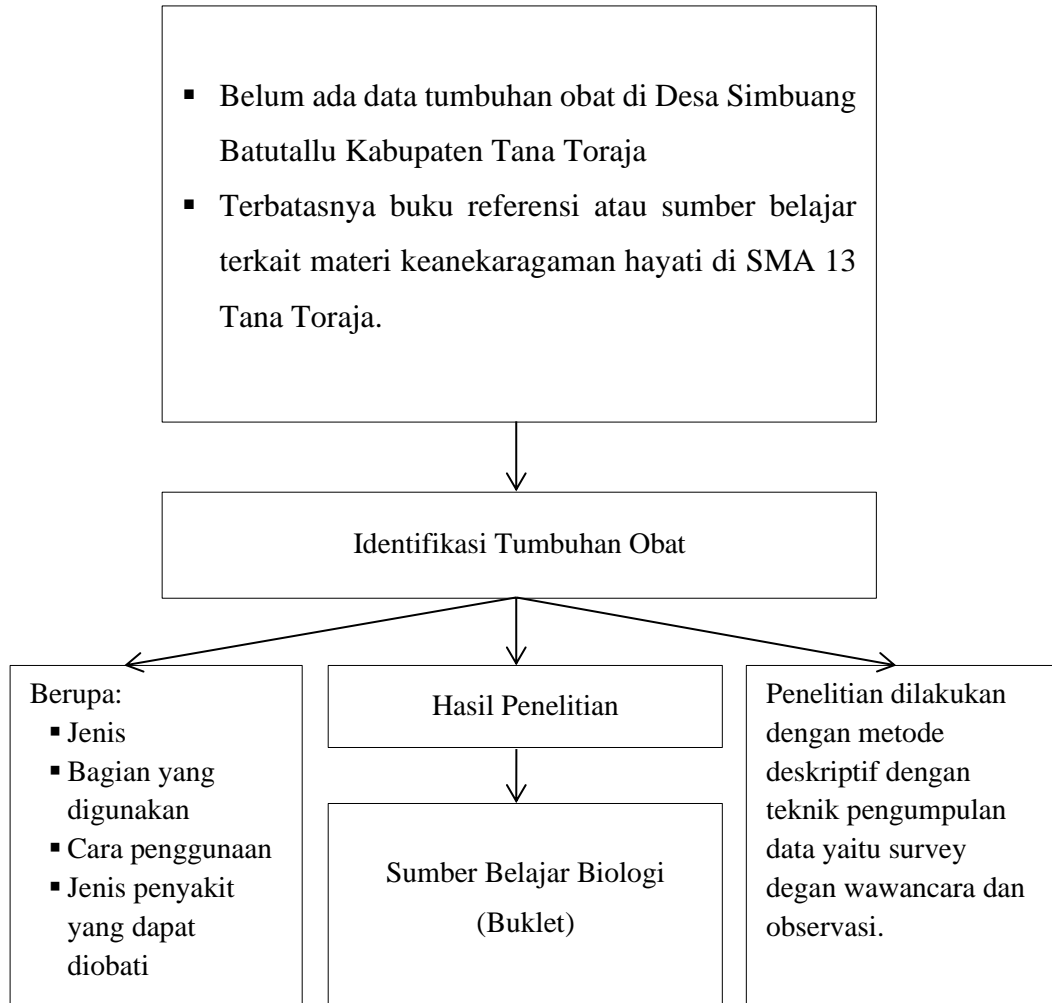 ▪ Belum ada data tumbuhan obat di Desa Simbuang
Batutallu Kabupaten Tana Toraja
▪ Terbatasnya buku referensi atau sumber belajar
terkait materi keanekaragaman hayati di SMA 13
Tana Toraja.
Identifikasi Tumbuhan Obat
Berupa:
▪ Jenis
▪ Bagian yang
digunakan
▪ Cara penggunaan
▪ Jenis penyakit
yang dapat
diobati
Hasil Penelitian
Sumber Belajar Biologi
(Buklet)
Penelitian dilakukan
dengan metode
deskriptif dengan
teknik pengumpulan
data yaitu survey
degan wawancara dan
observasi.